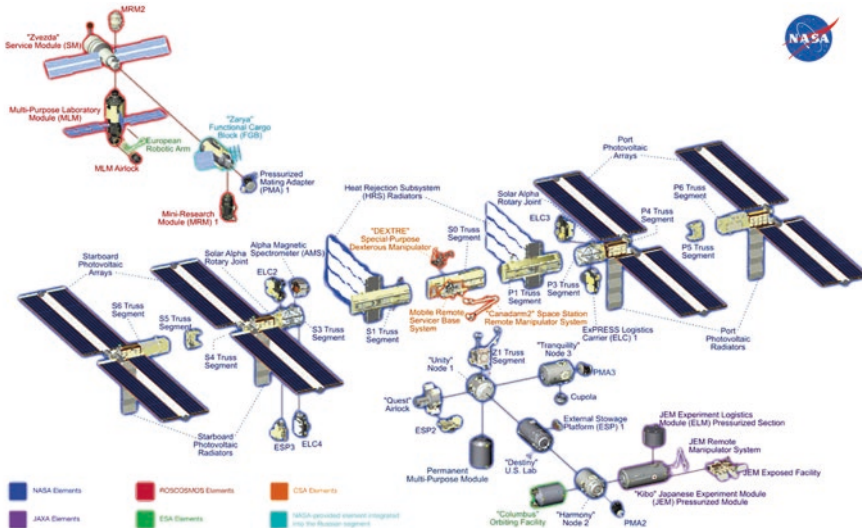 MRM2
"Zvezda"
Service Module (SM)
NASA
Multi-Purpose Laboratory
Module (MLM)
European
Robotic Arm
MLM Airlock
"Zarya"
Functional Cargo
Block (FGB)
Pressurized
Mating Adapter
(PMA) 1
Mini-Research
Module (MRM) 1
Heat Rejection Subsystem
(HRS) Radiators
"DEXTRE"
Special-Purpose
Dexterous Manipulator
S0 Truss
Segment
Solar Alpha
Rotary Joint
ELC3
Port
Photovoltaic
Arrays
P4 Truss
Segment
P6 Truss
Segment
P5 Truss
Segment
P1 Truss
Segment
P3 Truss
Segment
ExPRESS Logistics
Carrier (ELC) 1
Port
Photovoltaic
Radiators
Starboard
Photovoltaic
Arrays
Solar Alpha
Rotary Joint
Alpha Magnetic
Spectrometer (AMS)
ELC2
S6 Truss
Segment
S5 Truss
Segment
S4 Truss
Segment
S3 Truss
Segment
S1 Truss
Segment
Mobile Remote
Servicer Base
System
"Canadarm2" Space Station
Remote Manipulator System
Starboard
Photovoltaic
Radiators
ESP3
ELC4
Z1 Truss
Segment
"Unity"
Node 1
"Tranquility"
Node 3
PMA3
Cupola
"Quest"
Airlock
ESP2
External Stowage
Platform (ESP) 1
Permanent
Multi-Purpose Module
"Destiny"
U.S. Lab
JEM Experiment Logistics
Module (ELM) Pressurized Section
JEM Remote
Manipulator System
JEM Exposed Facility
"Kibo" Japanese Experiment Module
(JEM) Pressurized Module
"Columbus"
Orbiting Facility
"Harmony"
Node 2
PMA2
NASA Elements
ROSCOSMOS Elements
CSA Elements
JAXA Elements
ESA Elements
NASA-provided element integrated
into the Russian segment